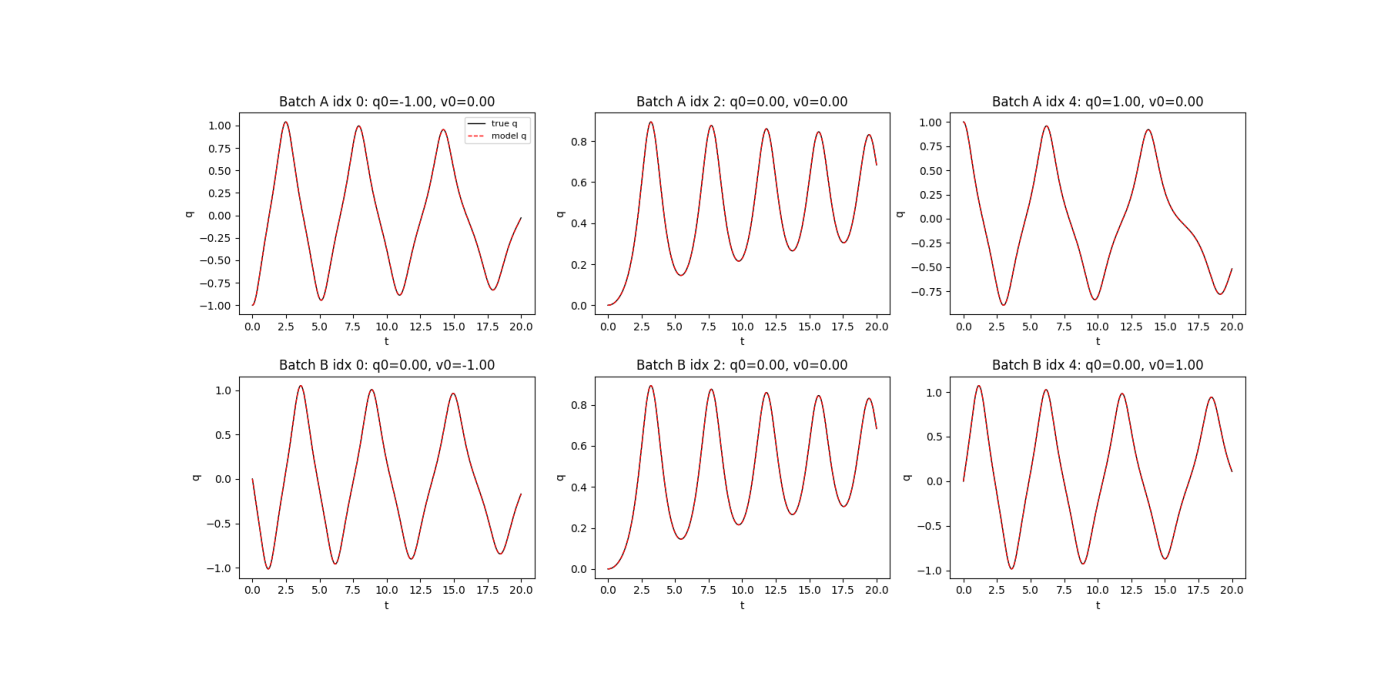 Batch A idx 0: q0=-1.00, v0=0.00
Batch A idx 2: q0=0.00, v0=0.00
Batch A idx 4: q0=1.00, v0=0.00
true q
model q
q
1.00
0.75
0.50
0.25
0.00
−0.25
−0.50
−0.75
−1.00
0.0 2.5 5.0 7.5 10.0 12.5 15.0 17.5 20.0
t
q
0.8
0.6
0.4
0.2
0.0
0.0 2.5 5.0 7.5 10.0 12.5 15.0 17.5 20.0
t
q
1.00
0.75
0.50
0.25
0.00
−0.25
−0.50
−0.75
0.0 2.5 5.0 7.5 10.0 12.5 15.0 17.5 20.0
t
Batch B idx 0: q0=0.00, v0=-1.00
Batch B idx 2: q0=0.00, v0=0.00
Batch B idx 4: q0=0.00, v0=1.00
q
1.0
0.5
0.0
−0.5
−1.0
0.0 2.5 5.0 7.5 10.0 12.5 15.0 17.5 20.0
t
q
0.8
0.6
0.4
0.2
0.0
0.0 2.5 5.0 7.5 10.0 12.5 15.0 17.5 20.0
t
q
1.0
0.5
0.0
−0.5
−1.0
0.0 2.5 5.0 7.5 10.0 12.5 15.0 17.5 20.0
t